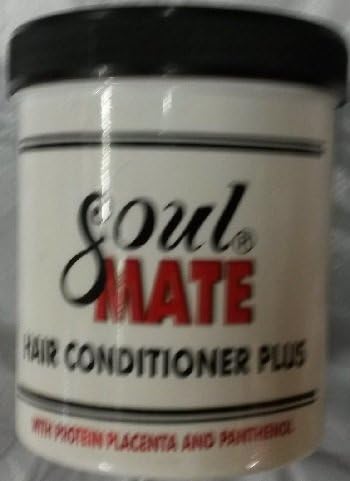 Soul®
MATE
HAIR CONDITIONER PLUS
WITH PROTEIN PLACENTA AND PANTHENOL